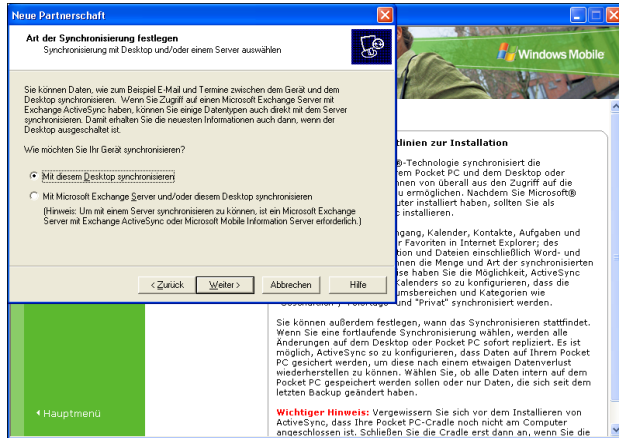 Neue Partnerschaft
Art der Synchronisierung festlegen
Synchronisierung mit Desktop und/oder einem Server auswählen
Sie können Daten, wie zum Beispiel E-Mail und Termine zwischen dem Gerät und dem
Desktop synchronisieren. Wenn Sie Zugriff auf einen Microsoft Exchange Server mit
Exchange ActiveSync haben, können Sie einige Datentypen auch direkt mit dem Server
synchronisieren. Damit erhalten Sie die neuesten Informationen auch dann, wenn der
Desktop ausgeschaltet ist.
Wie möchten Sie Ihr Gerät synchronisieren?
Mit diesem Desktop synchronisieren
Mit Microsoft Exchange Server und/oder diesem Desktop synchronisieren
(Hinweis: Um mit einem Server synchronisieren zu können, ist ein Microsoft Exchange
Server mit Exchange ActiveSync oder Microsoft Mobile Information Server erforderlich.)
< Zurück
Weiter >
Abbrechen
Hilfe
Windows Mobile
tlinien zur Installation
®-Technologie synchronisiert die
rem Pocket PC und dem Desktop oder
nnen von überall aus den Zugriff auf die
u ermöglichen. Nachdem Sie Microsoft®
uter installiert haben, sollten Sie als
c installieren.
ngang, Kalender, Kontakte, Aufgaben und
r Favoriten in Internet Explorer; des
tion und Dateien einschließlich Word- und
nnen die Menge und Art der synchronisierten
ise haben Sie die Möglichkeit, ActiveSync
Kalenders so zu konfigurieren, dass die
umsbereichen und Kategorien wie
"Geschäftlich", "Feiertage" und "Privat" synchronisiert werden.
Sie können außerdem festlegen, wann das Synchronisieren stattfindet.
Wenn Sie eine fortlaufende Synchronisierung wählen, werden alle
Änderungen auf dem Desktop oder Pocket PC sofort repliziert. Es ist
möglich, ActiveSync so zu konfigurieren, dass Daten auf Ihrem Pocket
PC gesichert werden, um diese nach einem etwaigen Datenverlust
wiederherstellen zu können. Wählen Sie, ob alle Daten intern auf dem
Pocket PC gespeichert werden sollen oder nur Daten, die sich seit dem
letzten Backup geändert haben.
Wichtiger Hinweis: Vergewissern Sie sich vor dem Installieren von
ActiveSync, dass Ihre Pocket PC-Cradle noch nicht am Computer
angeschlossen ist. Schließen Sie die Cradle erst dann an, wenn Sie die
Hauptmenü